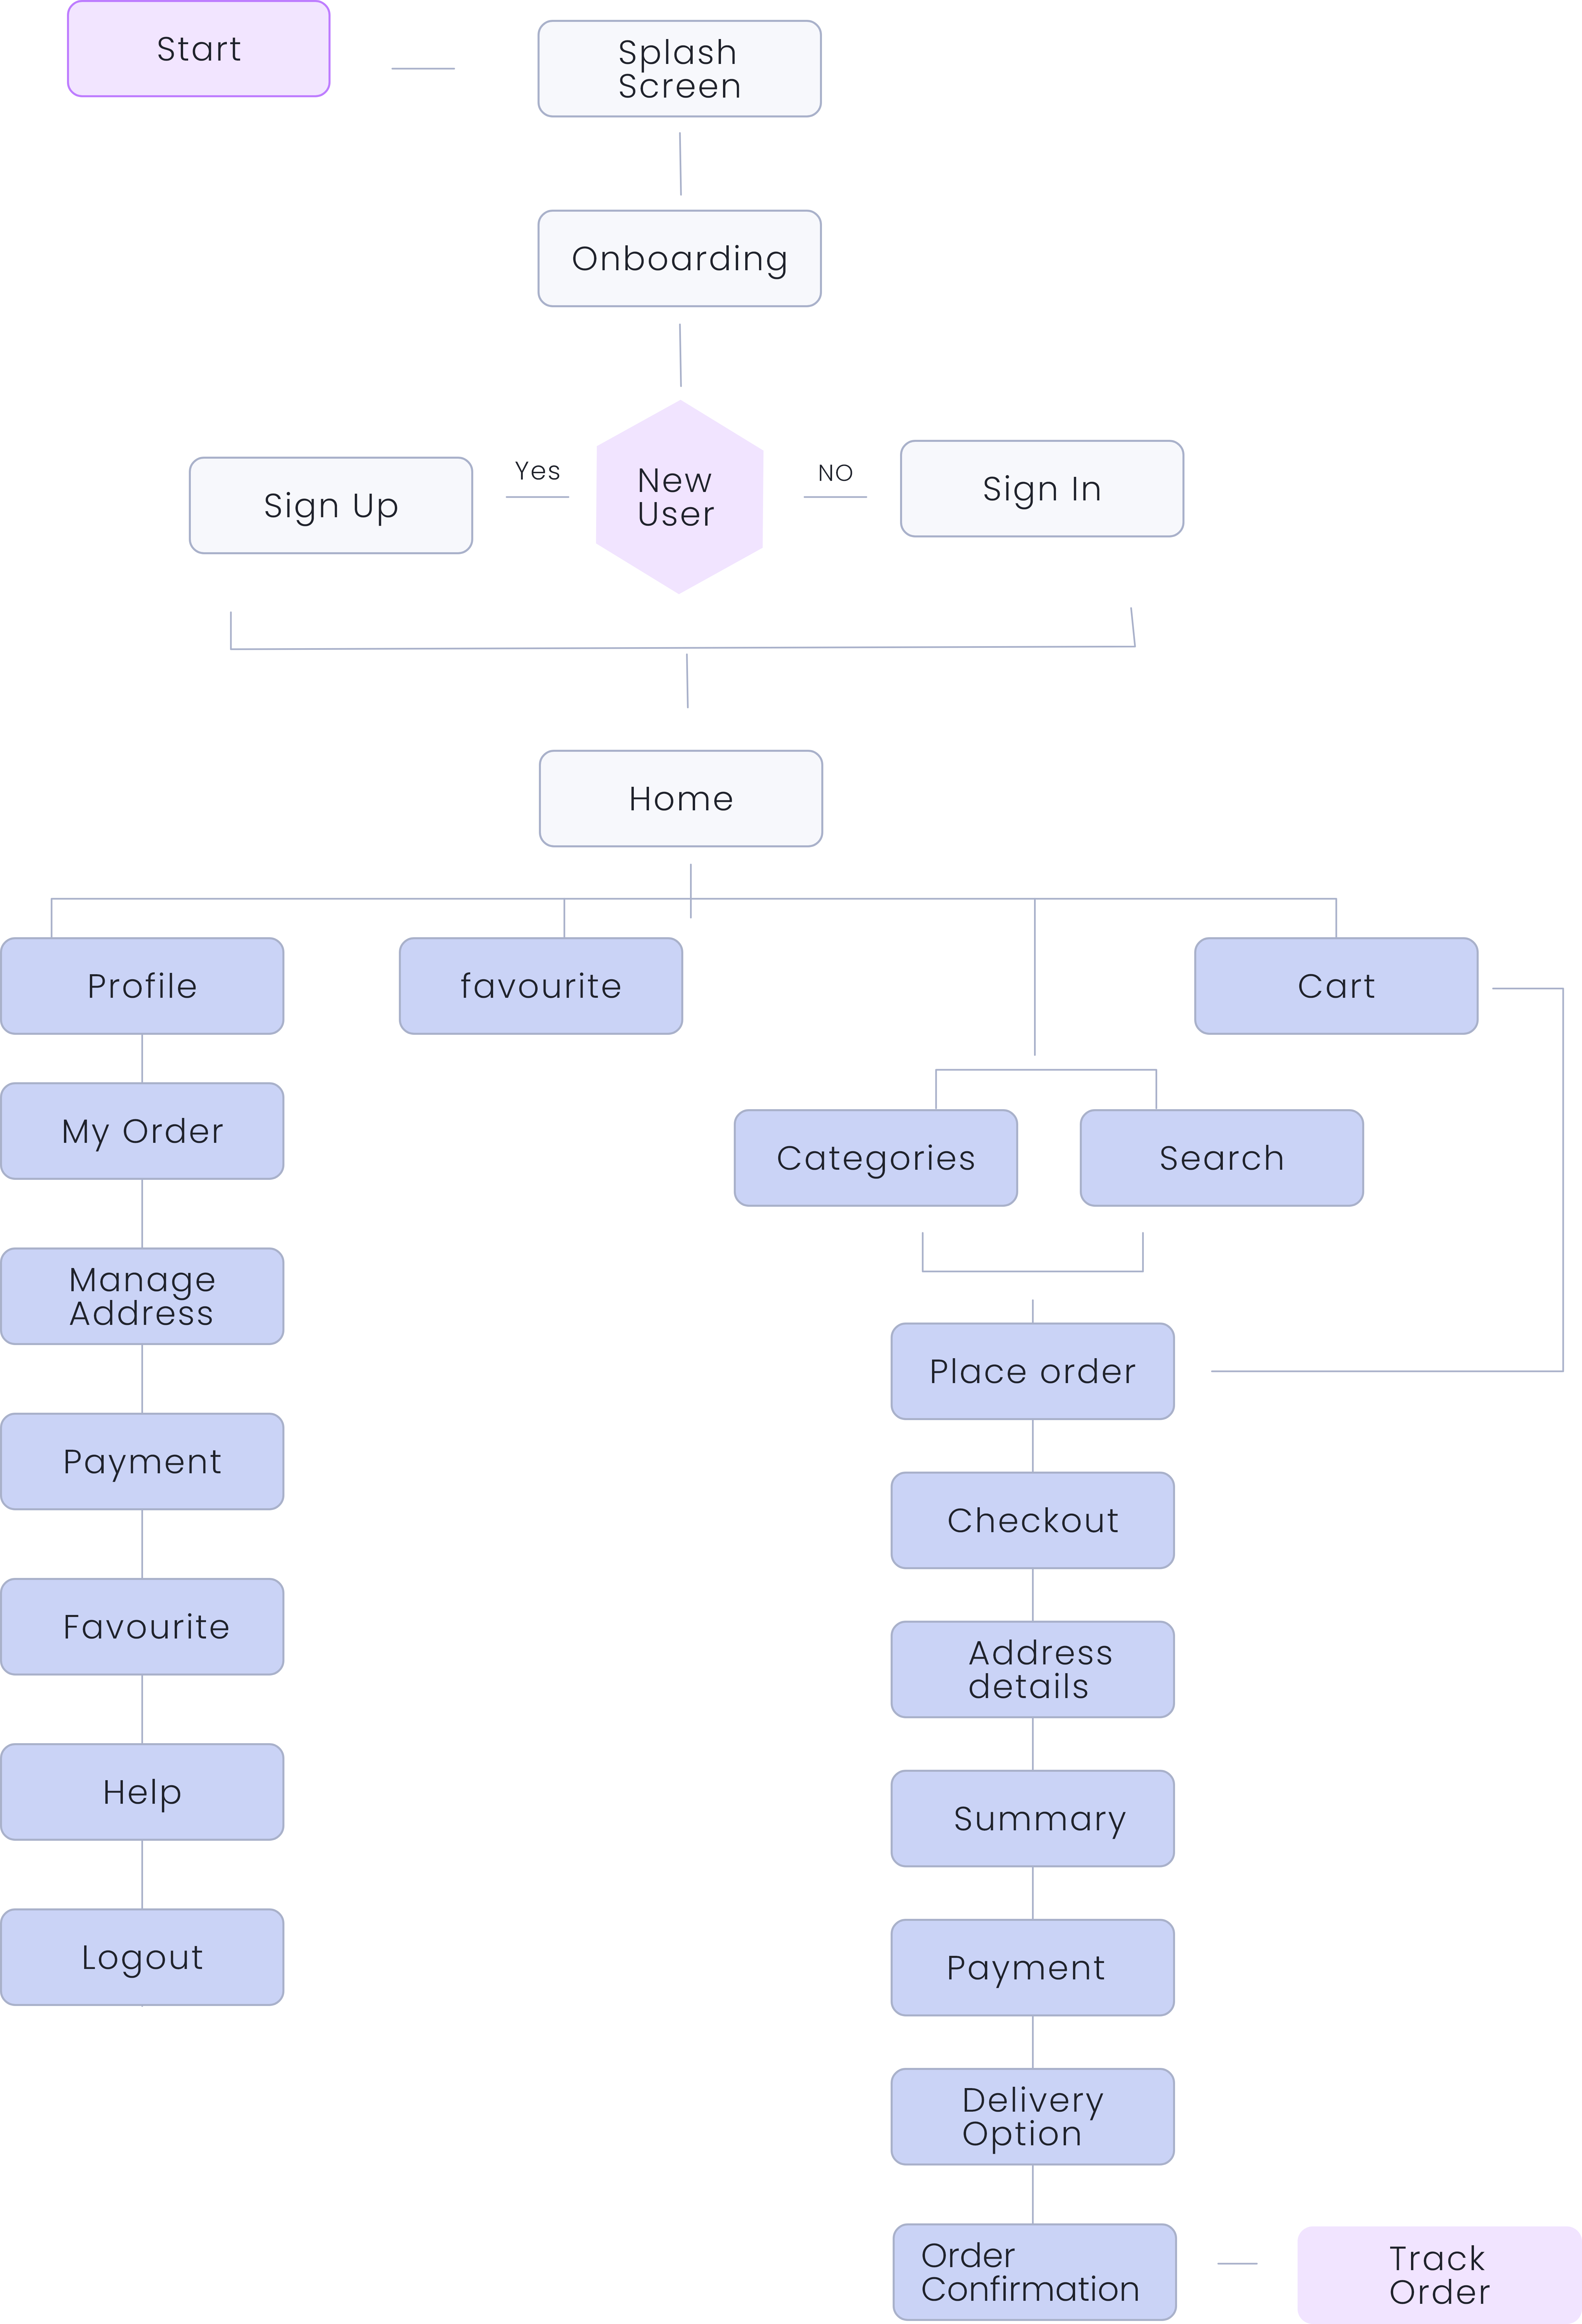 Start
Splash
Screen
Onboarding
Yes
New
User
NO
Sign In
Sign Up
Home
Profile
favourite
Cart
My Order
Categories
Search
Manage
Address
Place order
Payment
Checkout
Favourite
Address
details
Help
Summary
Logout
Payment
Delivery
Option
Order
Confirmation
Track
Order